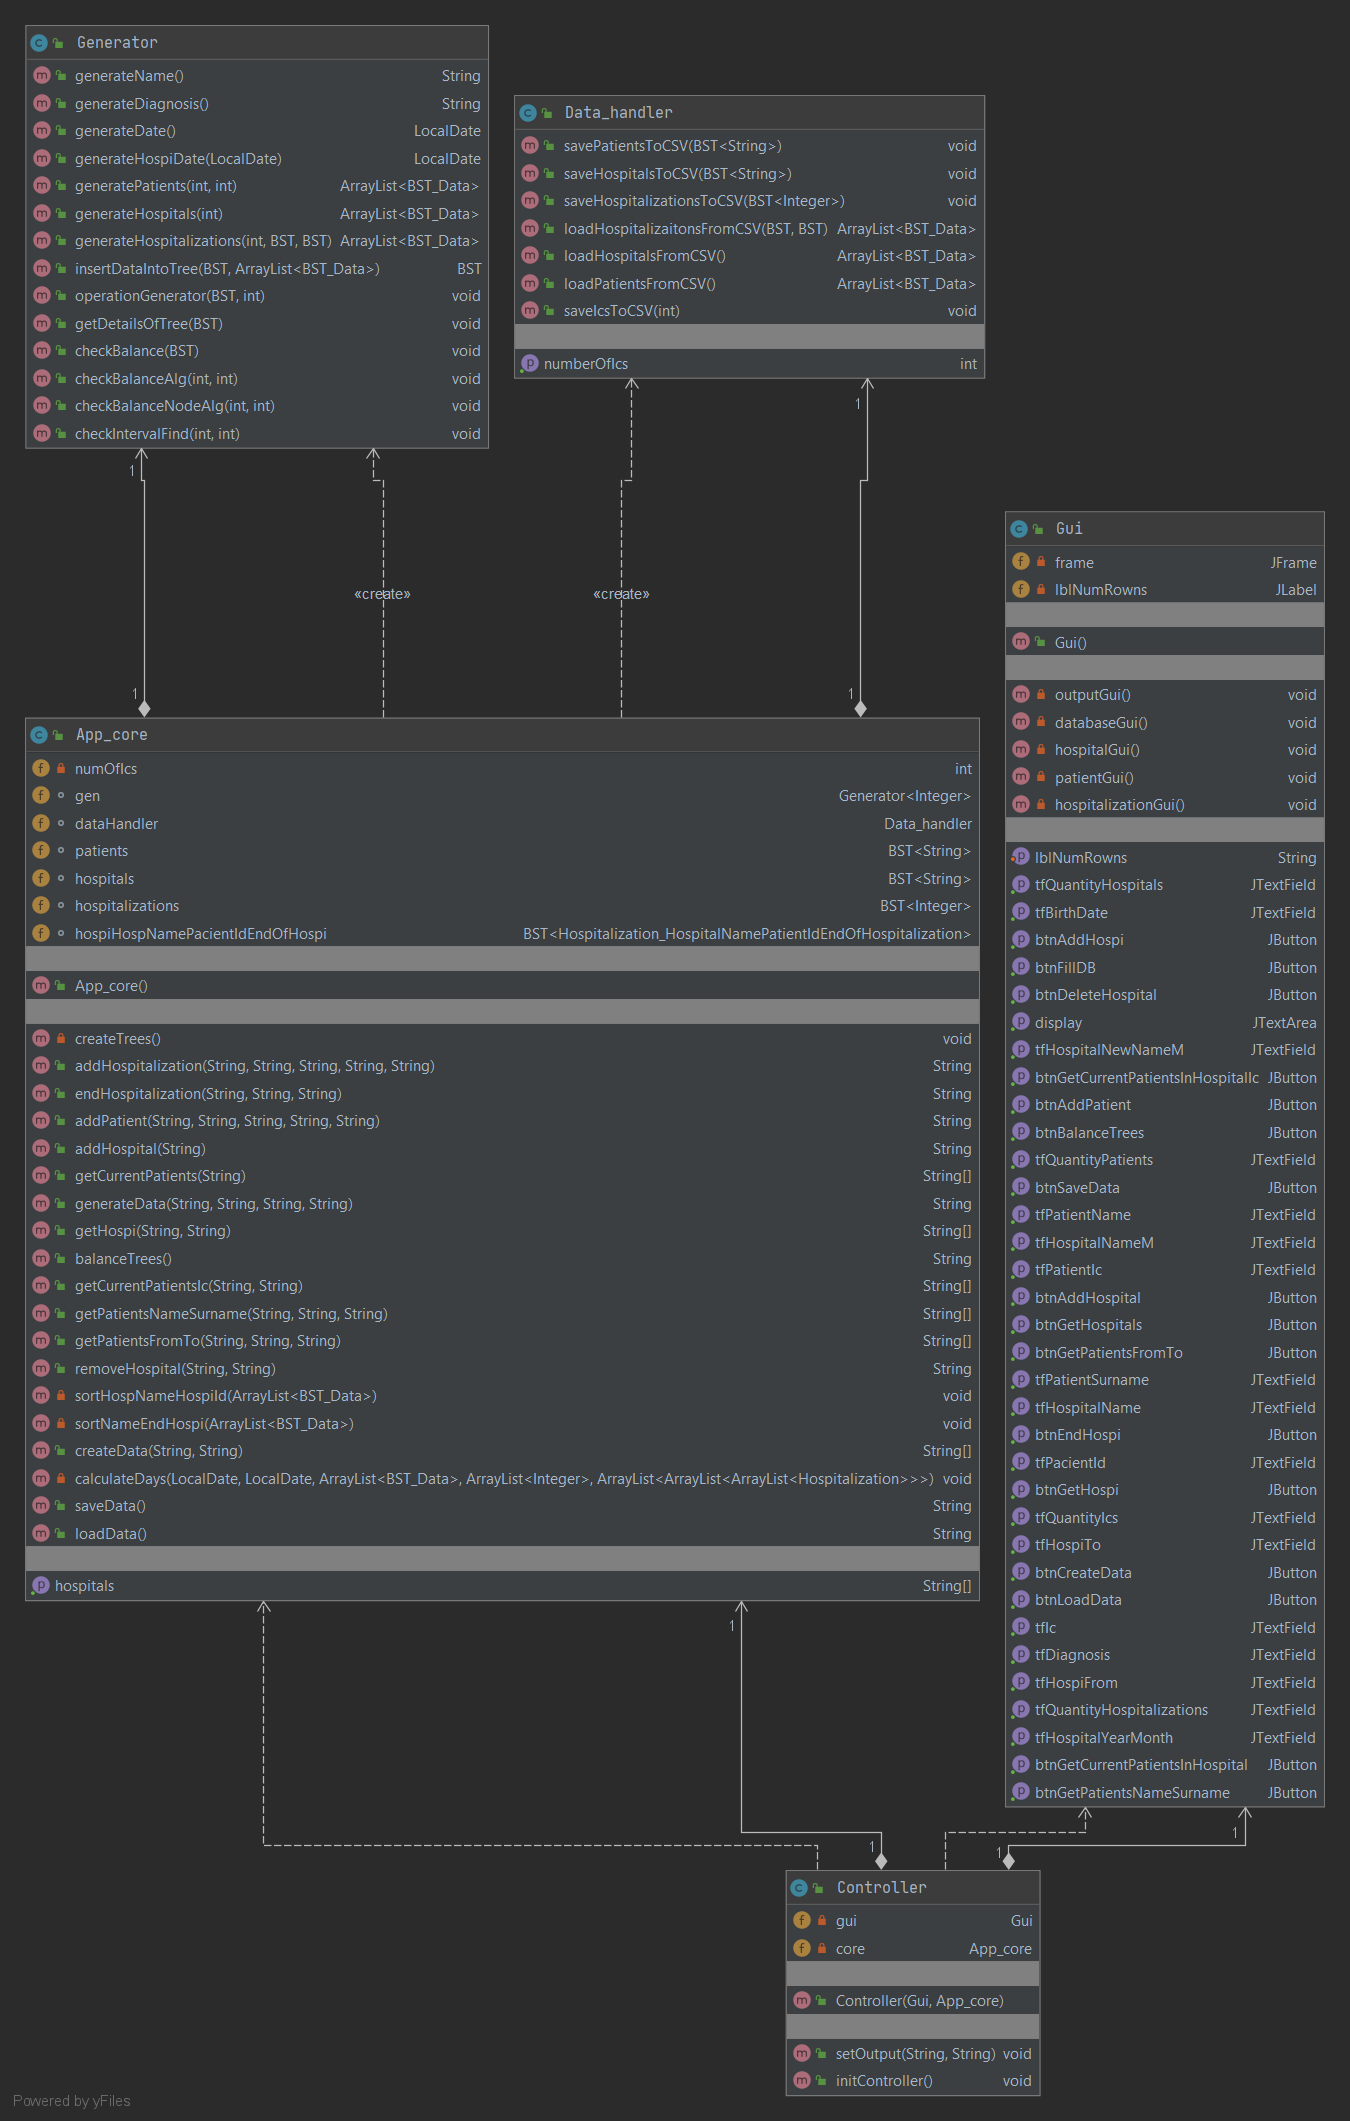 Generator
generateName() String
generateDiagnosis() String
generateDate() LocalDate
generateHospiDate(LocalDate) LocalDate
generatePatients(int, int) ArrayList<BST_Data>
generateHospitals(int) ArrayList<BST_Data>
generateHospitalizations(int, BST, BST) ArrayList<BST_Data>
insertDataIntoTree(BST, ArrayList<BST_Data>) BST
operationGenerator(BST, int) void
getDetailsOfTree(BST) void
checkBalance(BST) void
checkBalanceAlg(int, int) void
checkBalanceNodeAlg(int, int) void
checkIntervalFind(int, int) void
Data_handler
savePatientsToCSV(BST<String>) void
saveHospitalsToCSV(BST<String>) void
saveHospitalizationsToCSV(BST<Integer>) void
loadHospitalizaitonsFromCSV(BST, BST) ArrayList<BST_Data>
loadHospitalsFromCSV() ArrayList<BST_Data>
loadPatientsFromCSV() ArrayList<BST_Data>
saveIcsToCSV(int) void
numberOfIcs int
1
1
«create»
«create»
1
1
App_core
numOfIcs int
gen Generator<Integer>
dataHandler Data_handler
patients BST<String>
hospitals BST<String>
hospitalizations BST<Integer>
hospiHospNamePacientIdEndOfHospi BST<Hospitalization_HospitalNamePatientIdEndOfHospitalization>
App_core()
createTrees() void
addHospitalization(String, String, String, String, String) String
endHospitalization(String, String, String) String
addPatient(String, String, String, String, String) String
addHospital(String) String
getCurrentPatients(String) String[]
generateData(String, String, String, String) String
getHospi(String, String) String[]
balanceTrees() String
getCurrentPatientsIc(String, String) String[]
getPatientsNameSurname(String, String, String) String[]
getPatientsFromTo(String, String, String) String[]
removeHospital(String, String) String
sortHospNameHospiId(ArrayList<BST_Data>) void
sortNameEndHospi(ArrayList<BST_Data>) void
createData(String, String) String[]
calculateDays(LocalDate, LocalDate, ArrayList<BST_Data>, ArrayList<Integer>, ArrayList<ArrayList<ArrayList<Hospitalization>>>) void
saveData() String
loadData() String
hospitals String[]
Gui
frame JFrame
lblNumRowns JLabel
Gui()
outputGui() void
databaseGui() void
hospitalGui() void
patientGui() void
hospitalizationGui() void
lblNumRowns String
tfQuantityHospitals JTextField
tfBirthDate JTextField
btnAddHospi JButton
btnFillDB JButton
btnDeleteHospital JButton
display JTextArea
tfHospitalNewNameM JTextField
btnGetCurrentPatientsInHospitalIc JButton
btnAddPatient JButton
btnBalanceTrees JButton
tfQuantityPatients JTextField
btnSaveData JButton
tfPatientName JTextField
tfHospitalNameM JTextField
tfPatientIc JTextField
btnAddHospital JButton
btnGetHospitals JButton
btnGetPatientsFromTo JButton
tfPatientSurname JTextField
tfHospitalName JTextField
btnEndHospi JButton
tfPacientId JTextField
btnGetHospi JButton
tfQuantityIcs JTextField
tfHospiTo JTextField
btnCreateData JButton
btnLoadData JButton
tfIc JTextField
tfDiagnosis JTextField
tfHospiFrom JTextField
tfQuantityHospitalizations JTextField
tfHospitalYearMonth JTextField
btnGetCurrentPatientsInHospital JButton
btnGetPatientsNameSurname JButton
1
1
1
1
Controller
gui Gui
core App_core
Controller(Gui, App_core)
setOutput(String, String) void
initController() void
Powered by yFiles